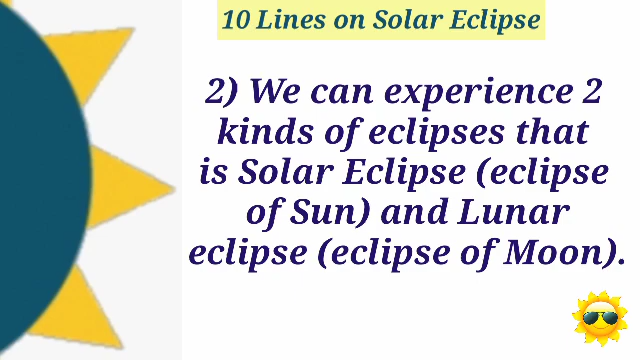 10 Lines on Solar Eclipse
2) We can experience 2
kinds of eclipses that
is Solar Eclipse (eclipse
of Sun) and Lunar
eclipse (eclipse of Moon).